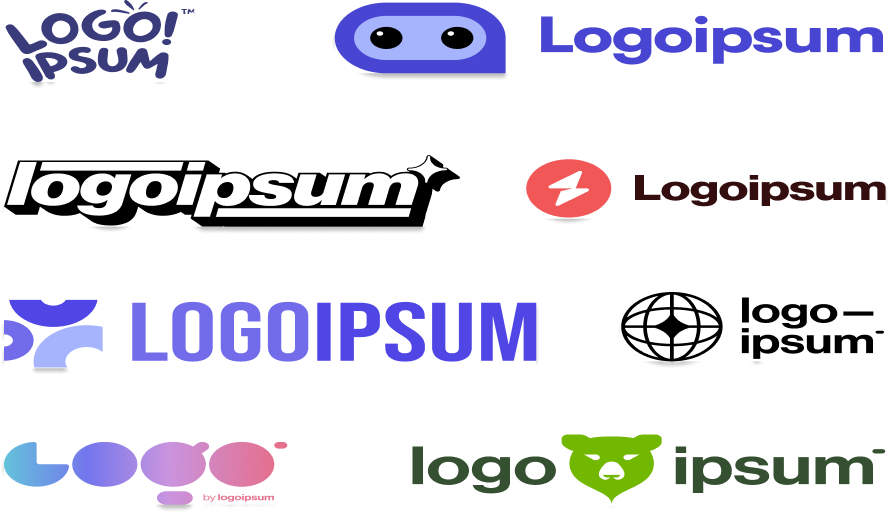 LOGO!™
IPSUM
Logoipsum
logoipsum
Logoipsum
LOGOIPSUM
logo
ipsum
Logo
by logoipsum
logo ipsum